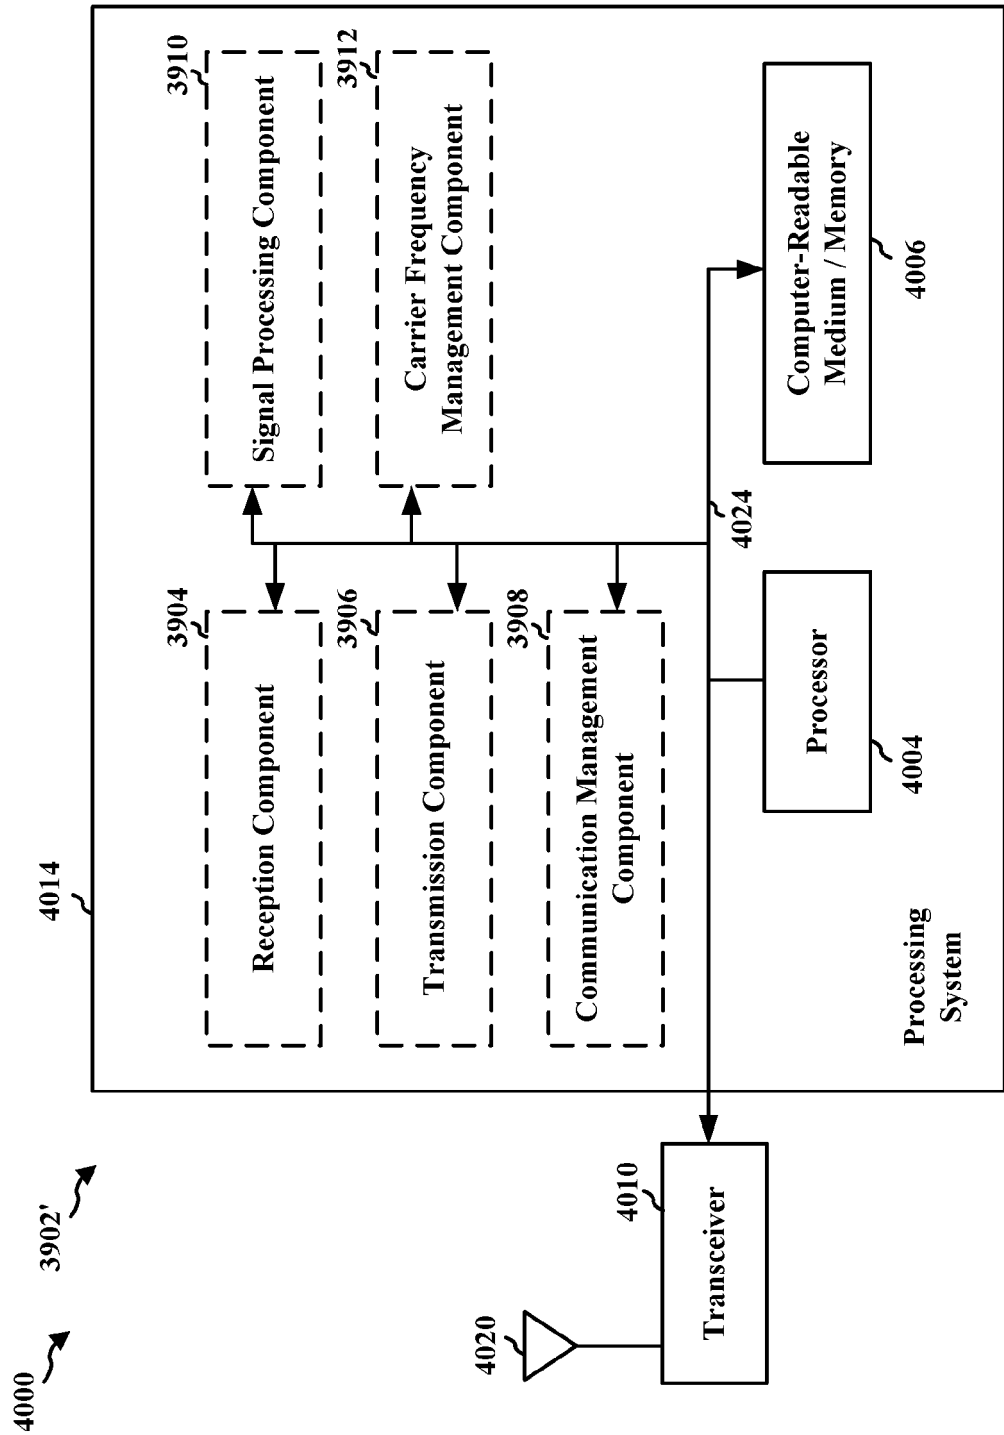 4000
3902'
4014
3904
Reception Component
3910
Signal Processing Component
3906
Transmission Component
3912
Carrier Frequency
Management Component
3908
Communication Management
Component
4020
4010
Transceiver
4024
Processor
4004
Computer-Readable
Medium / Memory
4006
Processing
System